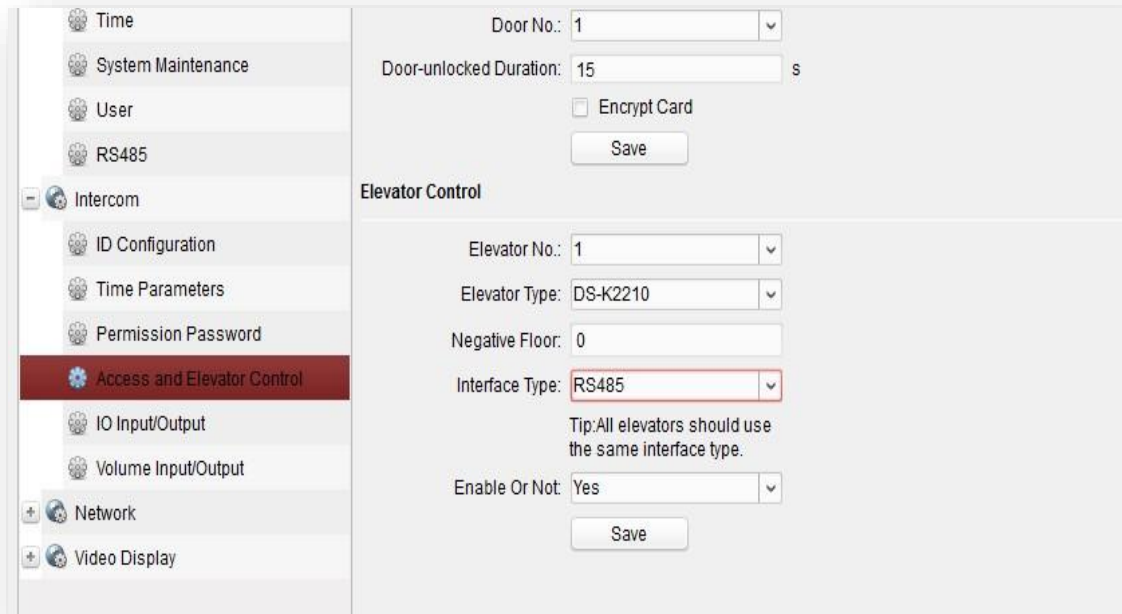 Time
System Maintenance
User
RS485
Intercom
ID Configuration
Time Parameters
Permission Password
Access and Elevator Control
IO Input/Output
Volume Input/Output
Network
Video Display
Door No.: 1
Door-unlocked Duration: 15 s
Encrypt Card
Save
Elevator Control
Elevator No.: 1
Elevator Type: DS-K2210
Negative Floor: 0
Interface Type: RS485
Tip:All elevators should use
the same interface type.
Enable Or Not: Yes
Save